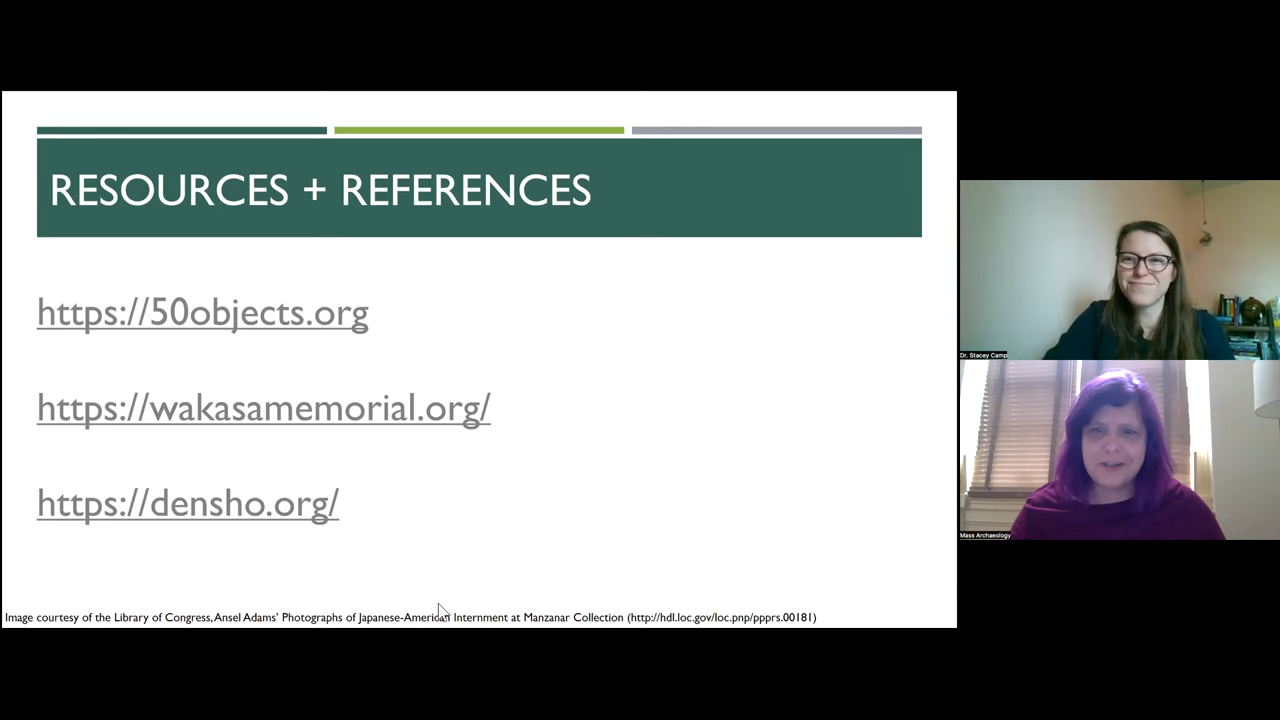 RESOURCES + REFERENCES
https://50objects.org
https://wakasamemorial.org/
https://densho.org/
Image courtesy of the Library of Congress, Ansel Adams' Photographs of Japanese-American Internment at Manzanar Collection (http://hdl.loc.gov/loc.pnp/ppprs.00181)
Dr. Stacey Camp
Mass Archaeology